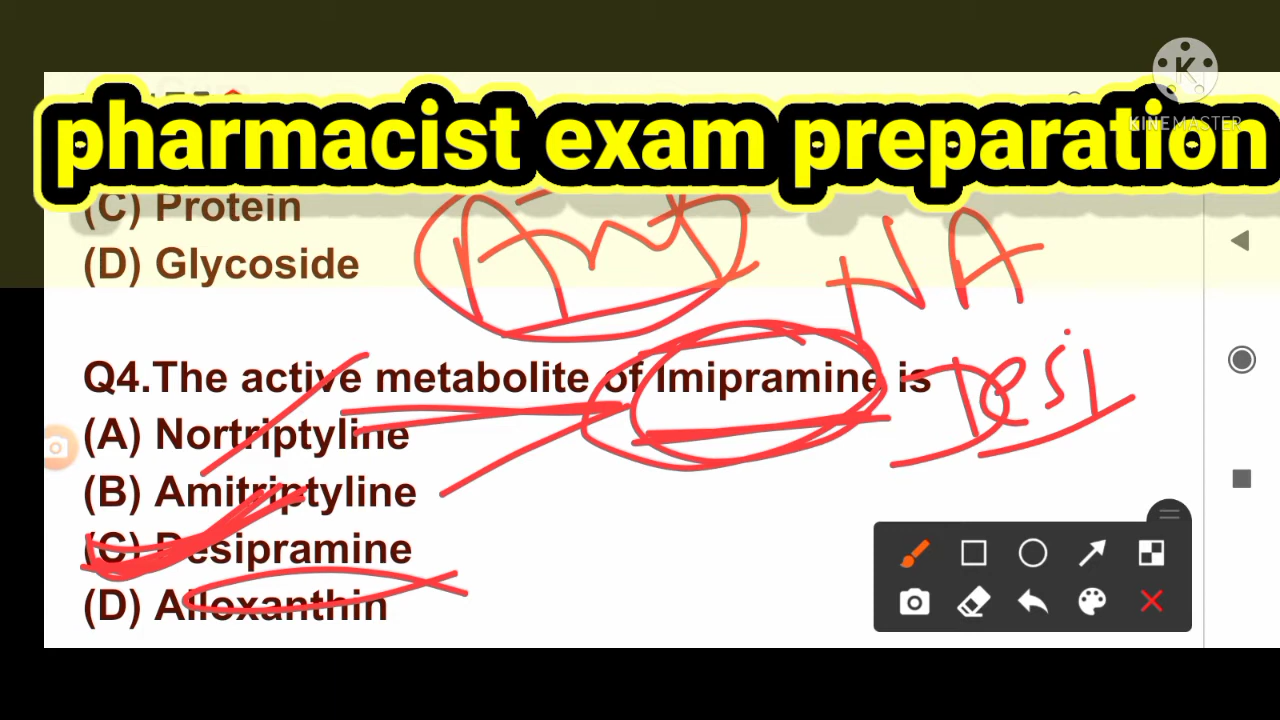 K
KINEMASTER
pharmacist exam preparation
(C) Protein
(D) Glycoside
NA
Q4.The active metabolite of Imipramine is
Desi
(A) Nortriptyline
(B) Amitriptyline
(C) Desipramine
(D) Alloxanthin